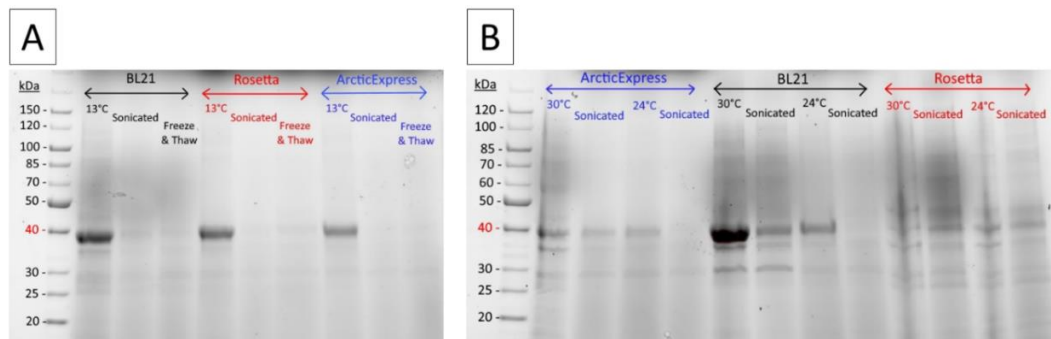 A
kDa
150 -
120 -
100 -
85 -
70 -
50 -
40 -
30 -
25 -
20 -
BL21
13°C
Sonicated
Freeze
& Thaw
Rosetta
13°C
Sonicated
Freeze
& Thaw
ArcticExpress
13°C
Sonicated
Freeze
& Thaw
B
kDa
120 -
100 -
85 -
70 -
60 -
50 -
40 -
30 -
25 -
20 -
ArcticExpress
30°C
Sonicated
24°C
Sonicated
BL21
30°C
Sonicated
24°C
Sonicated
Rosetta
30°C
Sonicated
24°C
Sonicated